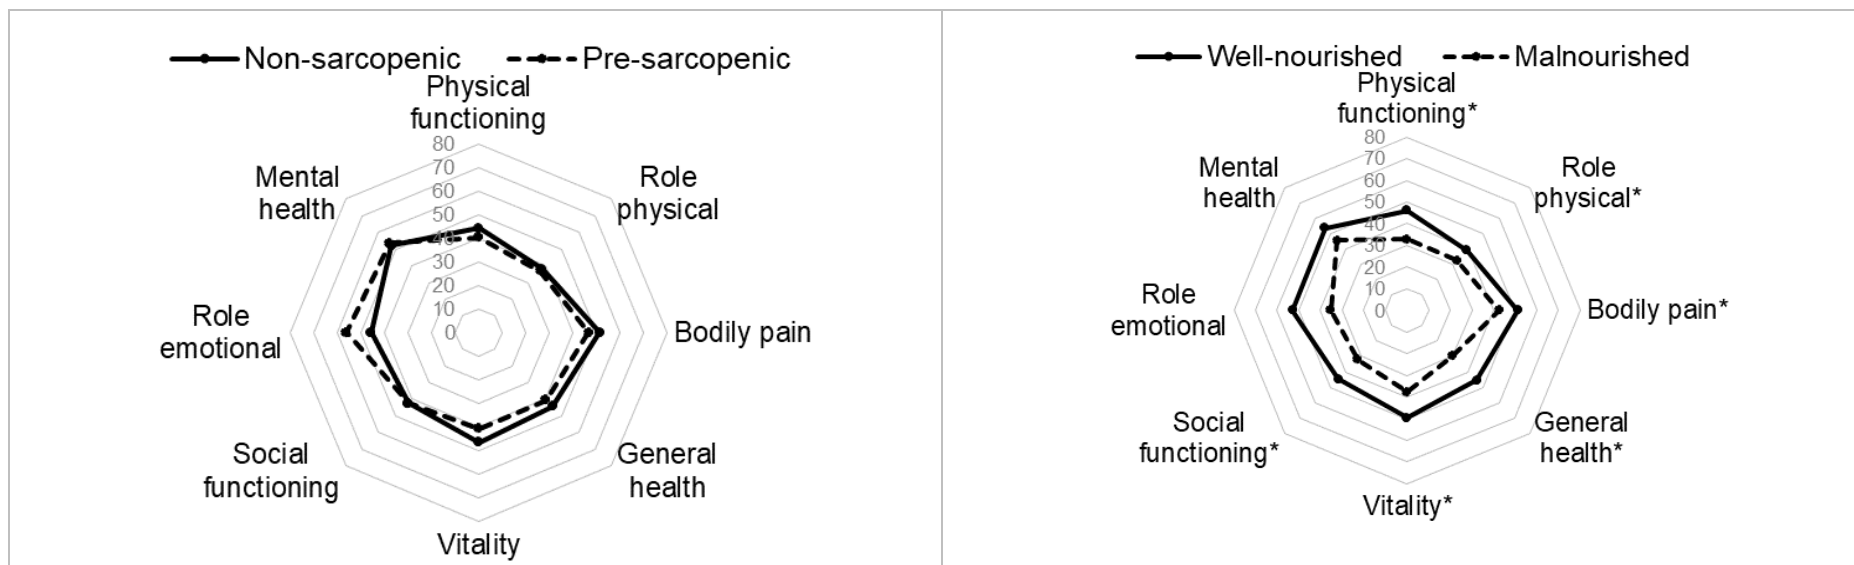 Non-sarcopenic Pre-sarcopenic
Physical
functioning
80
70
60
50
40
30
20
10
0
Role
physical
Bodily pain
General
health
Vitality
Social
functioning
Role
emotional
Mental
health
Well-nourished Malnourished
Physical
functioning*
80
70
60
50
40
30
20
10
0
Role
physical*
Bodily pain*
General
health*
Vitality*
Social
functioning*
Role
emotional
Mental
health